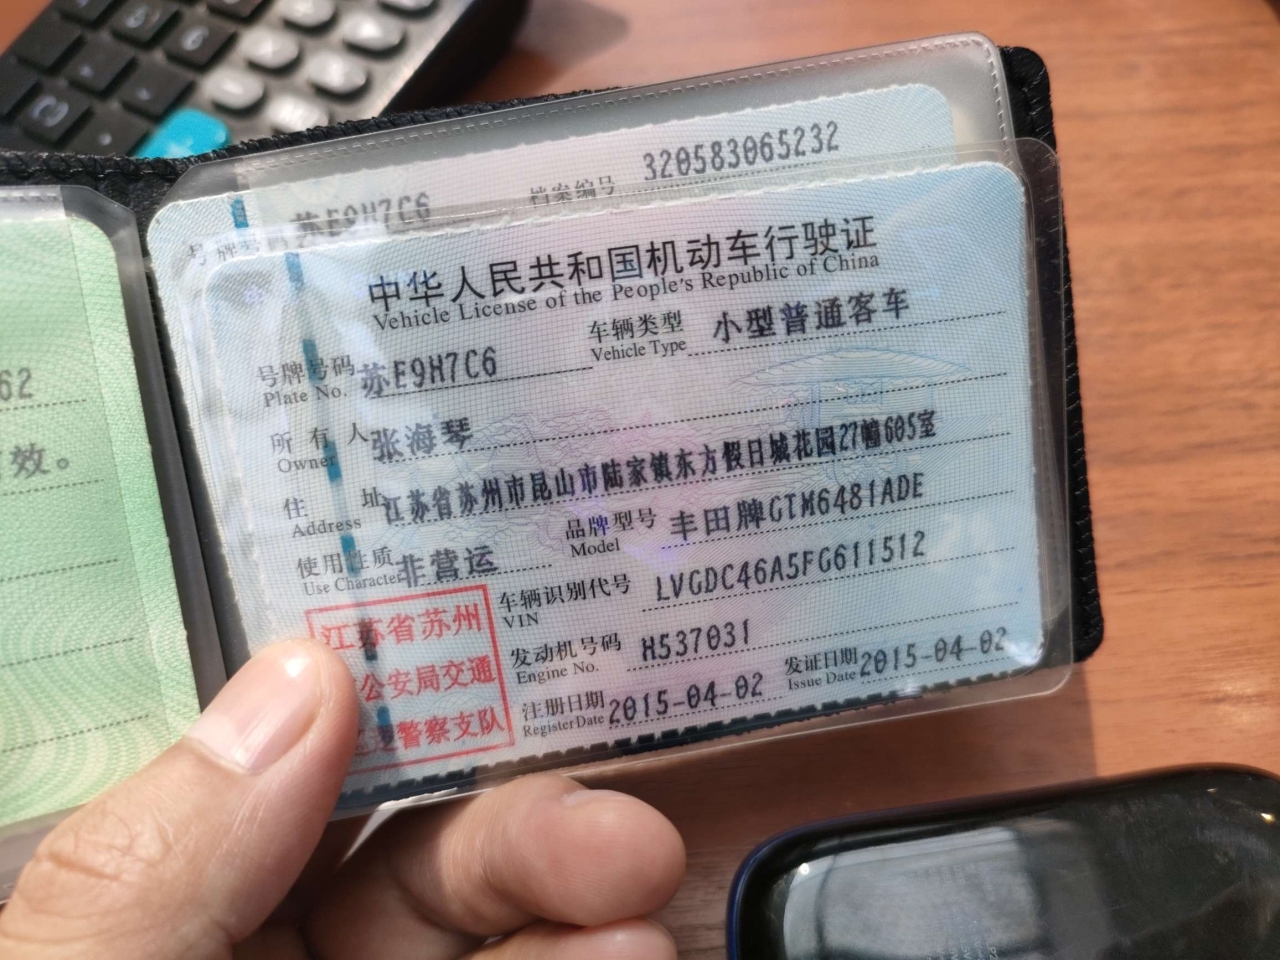 320583065232
档案编号
苏E9H7C6
号牌号
中华人民共和国机动车行驶证
Vehicle License of the People's Republic of China
号牌号码 苏E9H7C6 车辆类型 小型普通客车
Plate No. Vehicle Type
所有人 张海琴
Owner
住址 江苏省苏州市昆山市陆家镇东方假日城花园27幢605室
Address
使用性质 非营运 品牌型号 丰田牌GTM6481ADE
Use Character Model
车辆识别代号 LVGDC46A5FG611512
VIN
发动机号码 H537031
Engine No.
注册日期 2015-04-02 发证日期 2015-04-02
Register Date Issue Date
江苏省苏州
公安局交通
警察支队
62
效。